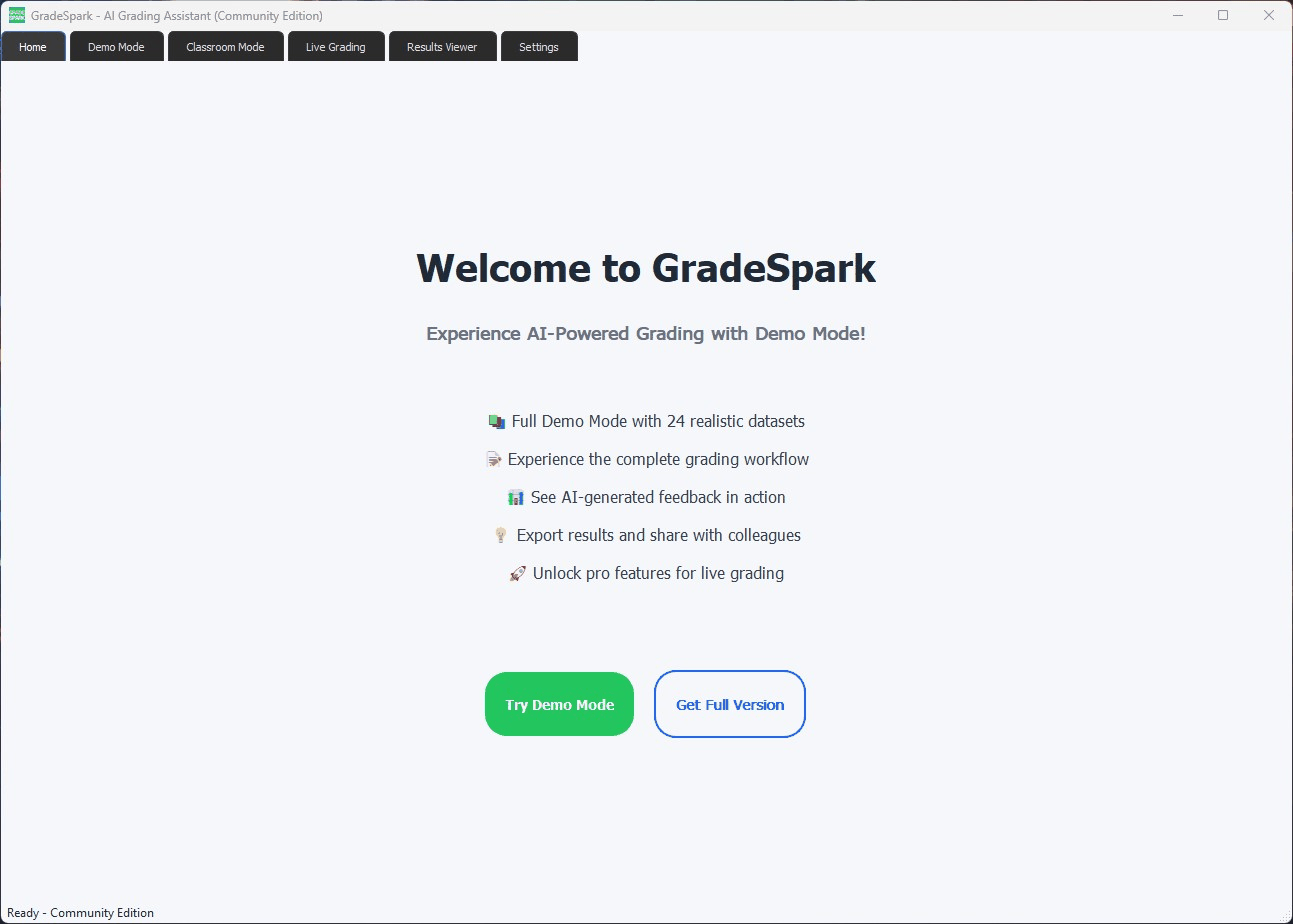 GradeSpark - AI Grading Assistant (Community Edition)
Home Demo Mode Classroom Mode Live Grading Results Viewer Settings
Welcome to GradeSpark
Experience AI-Powered Grading with Demo Mode!
Full Demo Mode with 24 realistic datasets
Experience the complete grading workflow
See AI-generated feedback in action
Export results and share with colleagues
Unlock pro features for live grading
Try Demo Mode Get Full Version
Ready - Community Edition